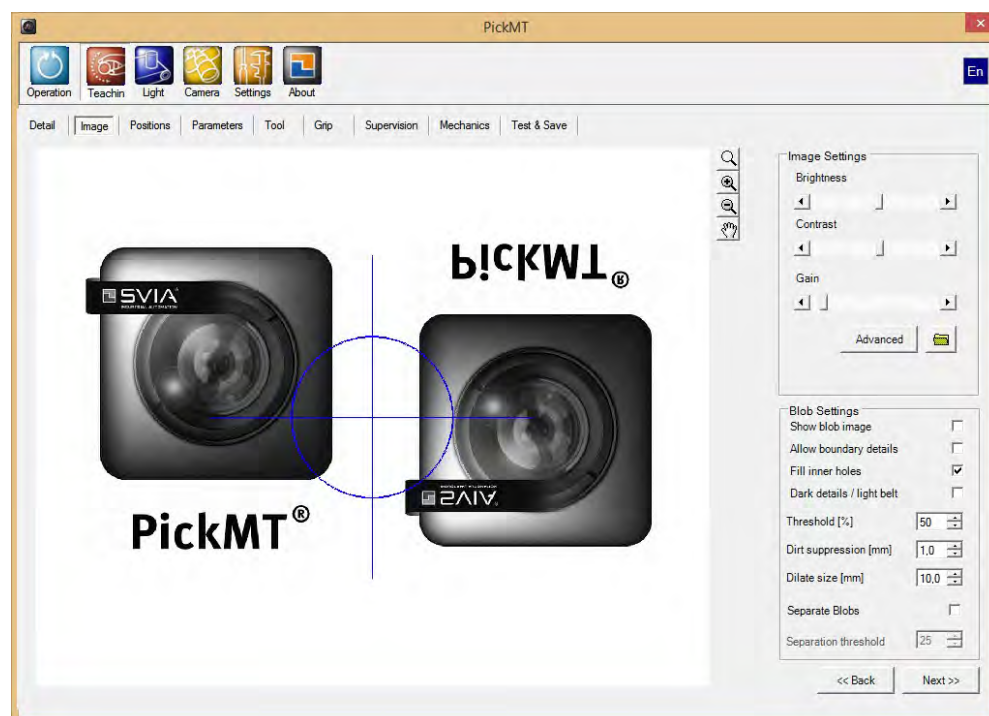 PickMT
En
Operation Teachin Light Camera Settings About
Detail Image Positions Parameters Tool Grip Supervision Mechanics Test & Save
PickMT®
SVIA
PickMT®
SVIA
Image Settings
Brightness
Contrast
Gain
Advanced
Blob Settings
Show blob image
Allow boundary details
Fill inner holes
Dark details / light belt
Threshold [%] 50
Dirt suppression [mm] 1,0
Dilate size [mm] 10,0
Separate Blobs
Separation threshold 25
<< Back Next >>